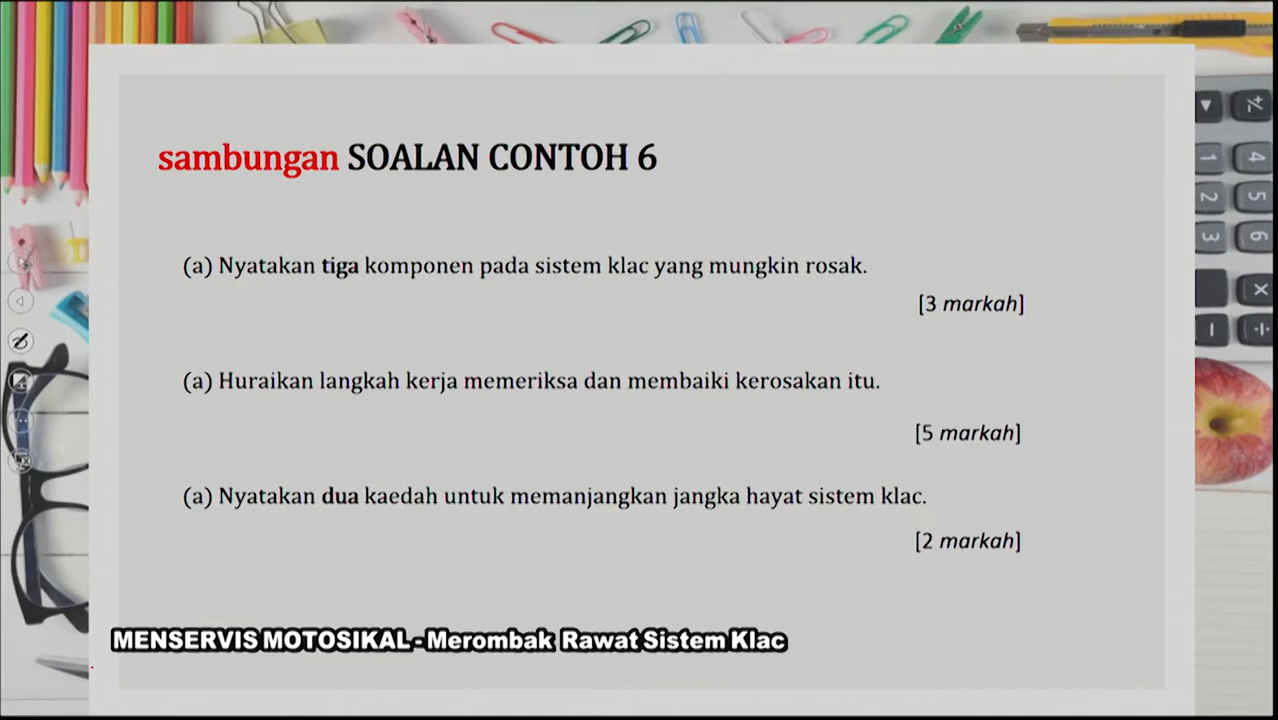 sambungan SOALAN CONTOH 6
(a) Nyatakan tiga komponen pada sistem klac yang mungkin rosak.
[3 markah]
(a) Huraikan langkah kerja memeriksa dan membaiki kerosakan itu.
[5 markah]
(a) Nyatakan dua kaedah untuk memanjangkan jangka hayat sistem klac.
[2 markah]
MENSERVIS MOTOSIKAL - Merombak Rawat Sistem Klac